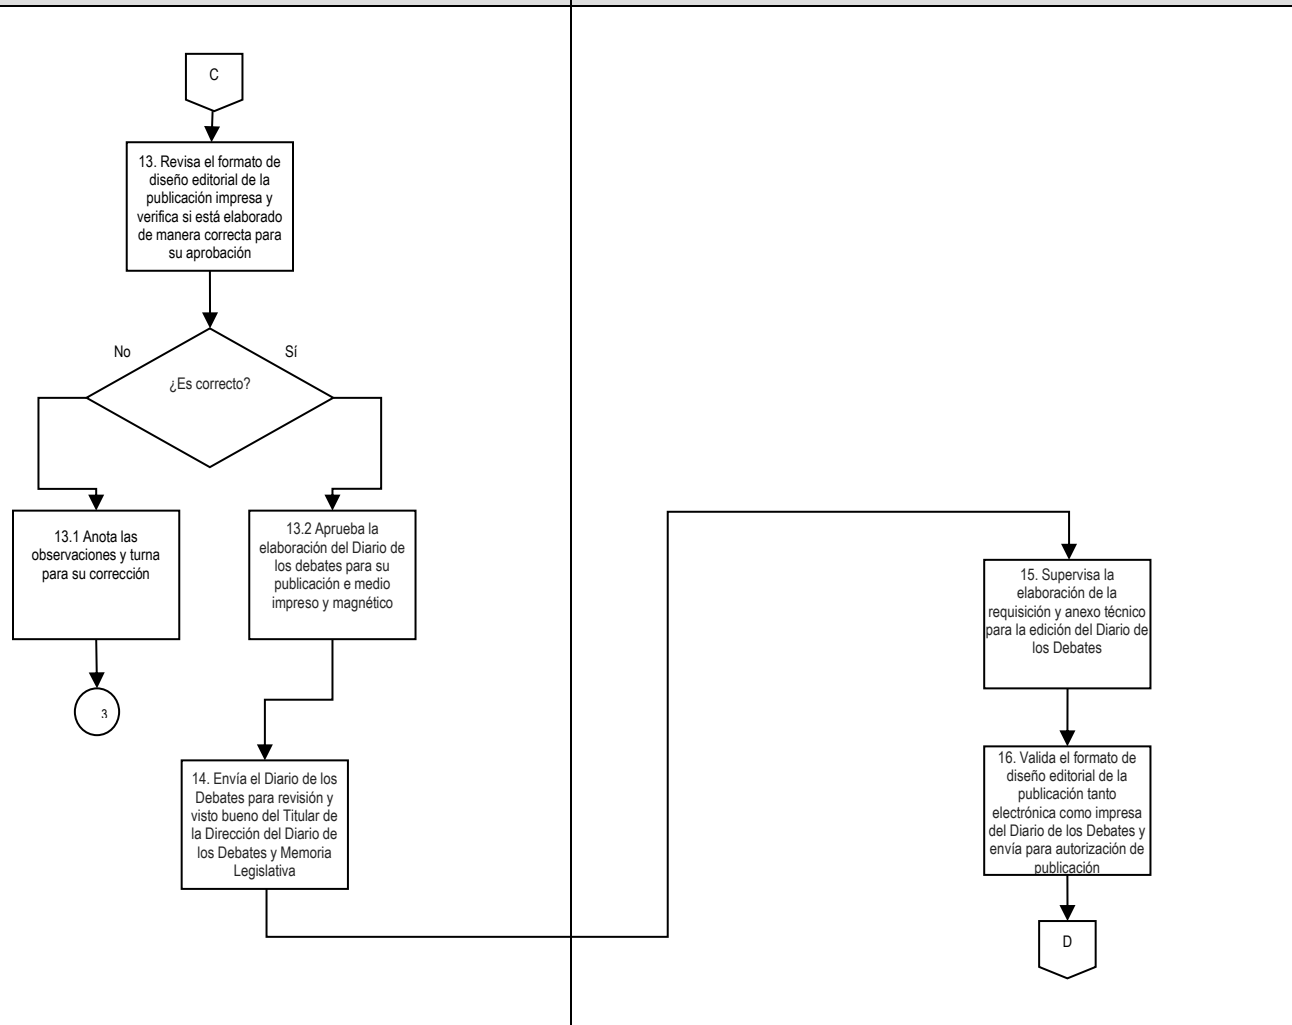 C
13. Revisa el formato de
diseño editorial de la
publicación impresa y
verifica si está elaborado
de manera correcta para
su aprobación
No
Sí
¿Es correcto?
13.1 Anota las
observaciones y turna
para su corrección
13.2 Aprueba la
elaboración del Diario de
los debates para su
publicación e medio
impreso y magnético
3
14. Envía el Diario de los
Debates para revisión y
visto bueno del Titular de
la Dirección del Diario de
los Debates y Memoria
Legislativa
15. Supervisa la
elaboración de la
requisición y anexo técnico
para la edición del Diario de
los Debates
16. Valida el formato de
diseño editorial de la
publicación tanto
electrónica como impresa
del Diario de los Debates y
envía para autorización de
publicación
D